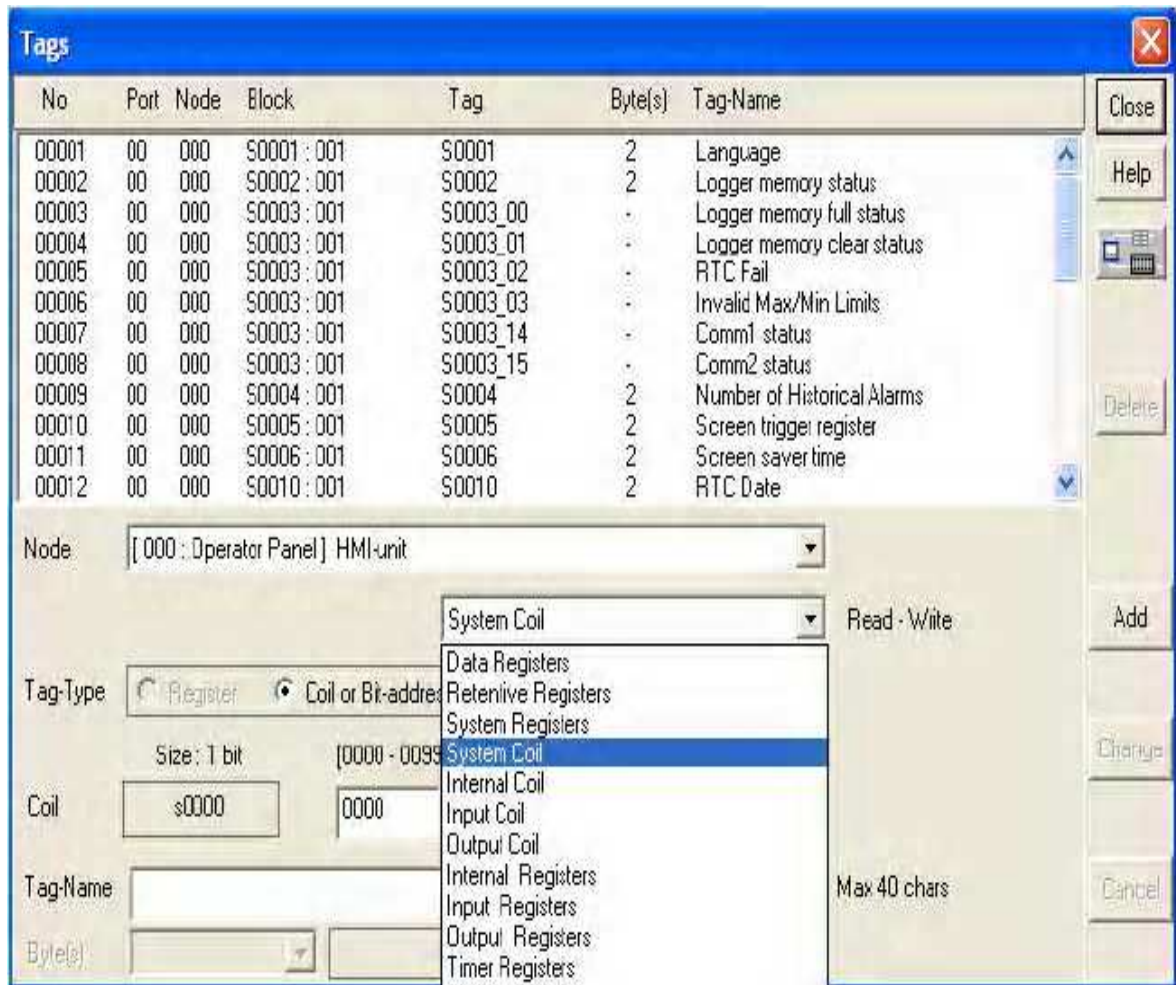 Tags
No Port Node Block Tag Byte(s) Tag-Name
00001 00 000 S0001 : 001 S0001 2 Language
00002 00 000 S0002 : 001 S0002 2 Logger memory status
00003 00 000 S0003 : 001 S0003_00 - Logger memory full status
00004 00 000 S0003 : 001 S0003_01 - Logger memory clear status
00005 00 000 S0003 : 001 S0003_02 - RTC Fail
00006 00 000 S0003 : 001 S0003_03 - Invalid Max/Min Limits
00007 00 000 S0003 : 001 S0003_14 - Comm1 status
00008 00 000 S0003 : 001 S0003_15 - Comm2 status
00009 00 000 S0004 : 001 S0004 2 Number of Historical Alarms
00010 00 000 S0005 : 001 S0005 2 Screen trigger register
00011 00 000 S0006 : 001 S0006 2 Screen saver time
00012 00 000 S0010 : 001 S0010 2 RTC Date
Close
Help
Delete
Add
Change
Cancel
Node [ 000 : Operator Panel ] HMI-unit
System Coil Read - Write
Data Registers
Retentive Registers
System Registers
System Coil
Internal Coil
Input Coil
Output Coil
Internal Registers
Input Registers
Output Registers
Timer Registers
Tag-Type Register Coil or Bit-addre
Size : 1 bit [0000 - 0099
Coil s0000 0000
Tag-Name Max 40 chars
Byte(s)